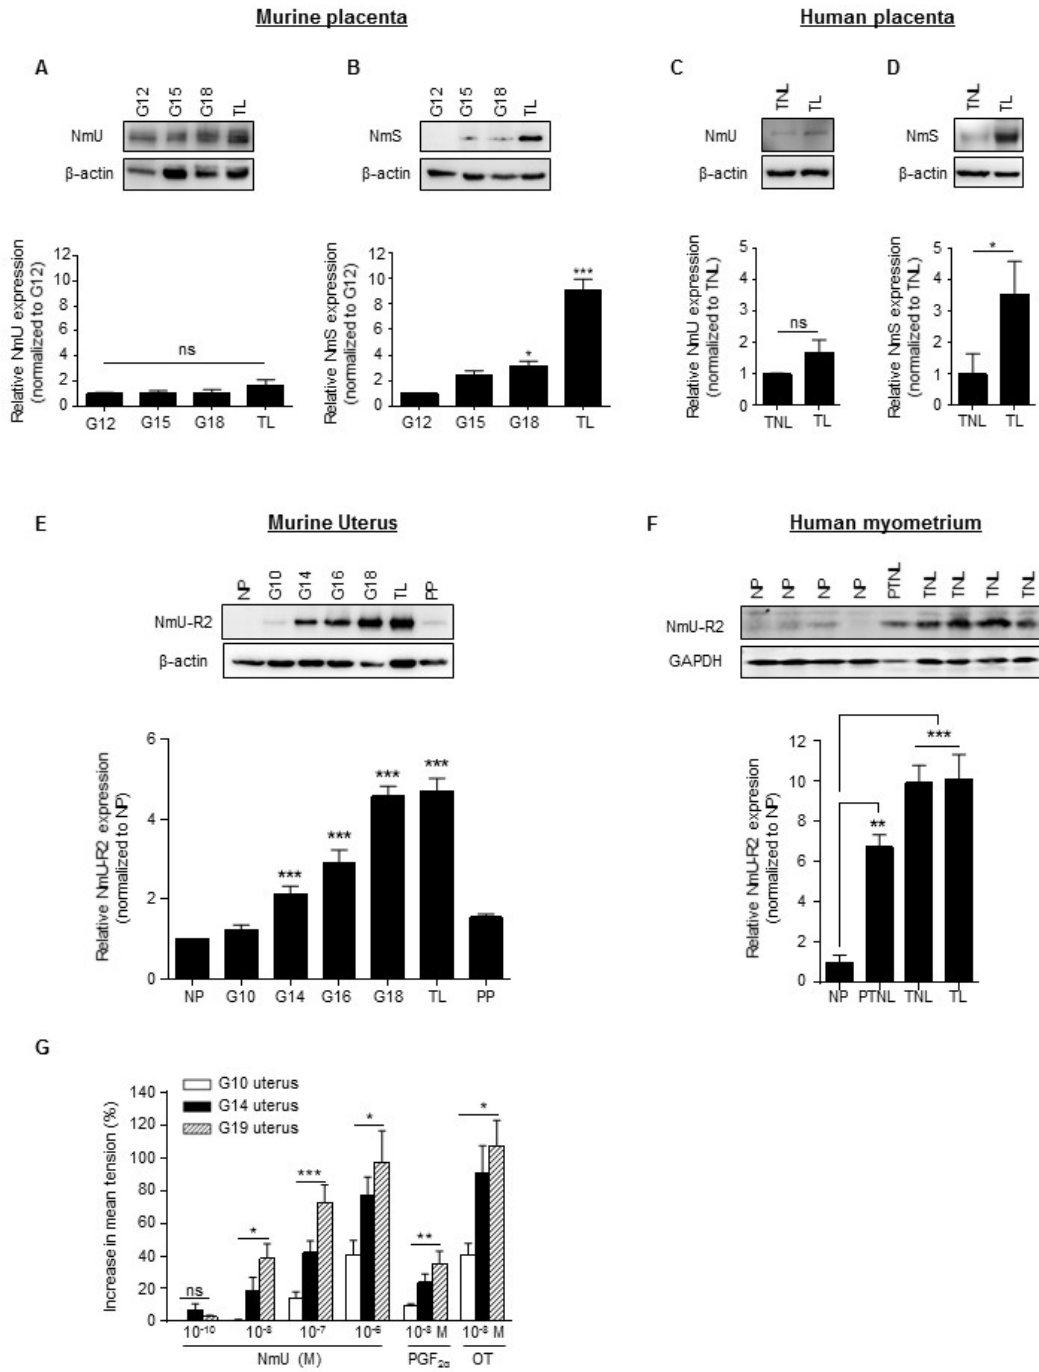 Murine placenta
Human placenta
A
B
C
D
G12 G15 G18 TL
G12 G15 G18 TL
TNL TL
TNL TL
NmU
NmS
NmU
NmS
β-actin
β-actin
β-actin
β-actin
Relative NmU expression
(normalized to G12)
12
10
8
6
4
2
0
ns
G12 G15 G18 TL
Relative NmS expression
(normalized to G12)
12
10
8
6
4
2
0
*
***
G12 G15 G18 TL
Relative NmU expression
(normalized to TNL)
5
4
3
2
1
0
ns
TNL TL
Relative NmS expression
(normalized to TNL)
5
4
3
2
1
0
*
TNL TL
E
Murine Uterus
NP G10 G14 G16 G18 TL PP
NmU-R2
β-actin
Relative NmU-R2 expression
(normalized to NP)
6
4
2
0
***
***
***
***
NP G10 G14 G16 G18 TL PP
F
Human myometrium
NP NP NP NP PTNL TNL TNL TNL TNL
NmU-R2
GAPDH
Relative NmU-R2 expression
(normalized to NP)
12
10
8
6
4
2
0
**
***
NP PTNL TNL TL
G
G10 uterus
G14 uterus
G19 uterus
Increase in mean tension (%)
140
120
100
80
60
40
20
0
ns
*
***
*
**
*
10⁻¹⁰ 10⁻⁸ 10⁻⁷ 10⁻⁶ 10⁻⁸ M 10⁻⁸ M
NmU (M) PGF₂α OT